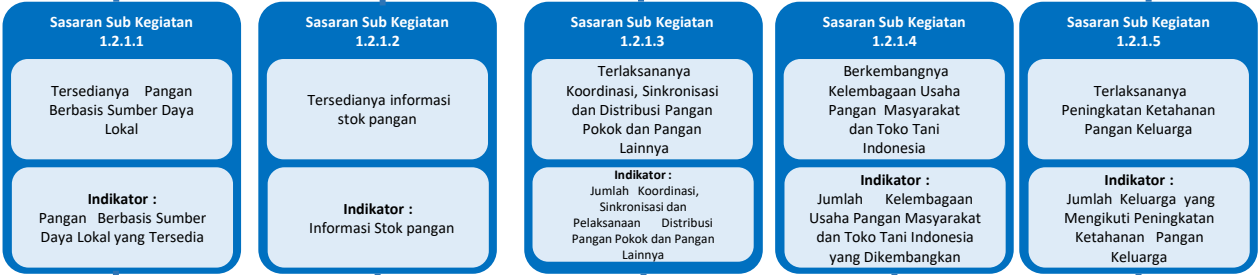 Sasaran Sub Kegiatan
1.2.1.1
Tersedianya Pangan
Berbasis Sumber Daya
Lokal
Indikator :
Pangan Berbasis Sumber
Daya Lokal yang Tersedia
Sasaran Sub Kegiatan
1.2.1.2
Tersedianya informasi
stok pangan
Indikator :
Informasi Stok pangan
Sasaran Sub Kegiatan
1.2.1.3
Terlaksananya
Koordinasi, Sinkronisasi
dan Distribusi Pangan
Pokok dan Pangan
Lainnya
Indikator :
Jumlah Koordinasi,
Sinkronisasi dan
Pelaksanaan Distribusi
Pangan Pokok dan Pangan
Lainnya
Sasaran Sub Kegiatan
1.2.1.4
Berkembangnya
Kelembagaan Usaha
Pangan Masyarakat
dan Toko Tani
Indonesia
Indikator :
Jumlah Kelembagaan
Usaha Pangan Masyarakat
dan Toko Tani Indonesia
yang Dikembangkan
Sasaran Sub Kegiatan
1.2.1.5
Terlaksananya
Peningkatan Ketahanan
Pangan Keluarga
Indikator :
Jumlah Keluarga yang
Mengikuti Peningkatan
Ketahanan Pangan
Keluarga